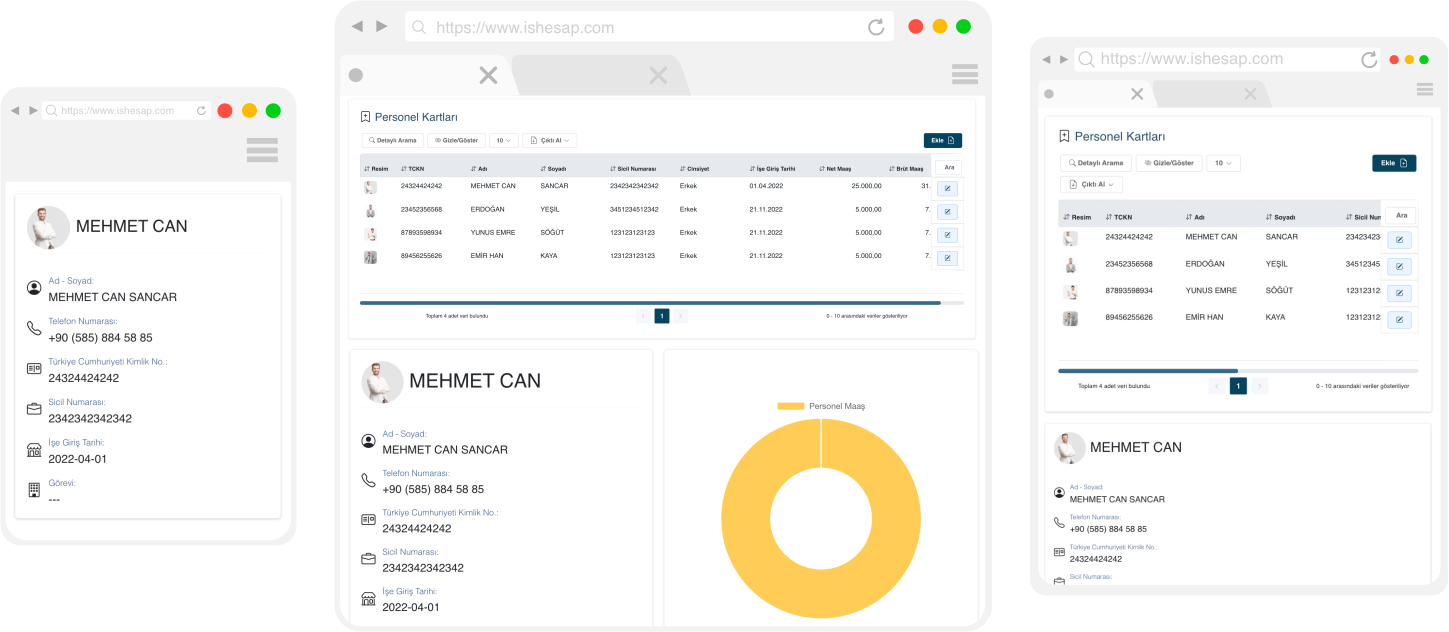 https://www.ishesap.com
MEHMET CAN
Ad - Soyad:
MEHMET CAN SANCAR
Telefon Numarası:
+90 (585) 884 58 85
Türkiye Cumhuriyeti Kimlik No.:
24324424242
Sicil Numarası:
2342342342342
İşe Giriş Tarihi:
2022-04-01
Görevi:
---
https://www.ishesap.com
Personel Kartları
Detaylı Arama Gizle/Göster 10 Çıktı Al Ekle
Resim TCKN Adı Soyadı Sicil Numarası Cinsiyet İşe Giriş Tarihi Net Maaş Brüt Maaş Ara
24324424242 MEHMET CAN SANCAR 2342342342342 Erkek 01.04.2022 25.000,00 31.
23452356568 ERDOĞAN YEŞİL 3451234512342 Erkek 21.11.2022 5.000,00 7.
87893598934 YUNUS EMRE SÖĞÜT 123123123123 Erkek 21.11.2022 5.000,00 7.
89456255626 EMİR HAN KAYA 123123123123 Erkek 21.11.2022 5.000,00 7.
Toplam 4 adet veri bulundu 1 0 - 10 arasındaki veriler gösteriliyor
MEHMET CAN
Ad - Soyad:
MEHMET CAN SANCAR
Telefon Numarası:
+90 (585) 884 58 85
Türkiye Cumhuriyeti Kimlik No.:
24324424242
Sicil Numarası:
2342342342342
İşe Giriş Tarihi:
2022-04-01
Personel Maaş
https://www.ishesap.com
Personel Kartları
Detaylı Arama Gizle/Göster 10 Ekle
Çıktı Al
Resim TCKN Adı Soyadı Sicil Nun Ara
24324424242 MEHMET CAN SANCAR 234234234
23452356568 ERDOĞAN YEŞİL 34512345
87893598934 YUNUS EMRE SÖĞÜT 123123123
89456255626 EMİR HAN KAYA 123123123
Toplam 4 adet veri bulundu 1 0 - 10 arasındaki veriler gösteriliyor
MEHMET CAN
Ad - Soyad:
MEHMET CAN SANCAR
Telefon Numarası:
+90 (585) 884 58 85
Türkiye Cumhuriyeti Kimlik No.:
24324424242
Sicil Numarası: